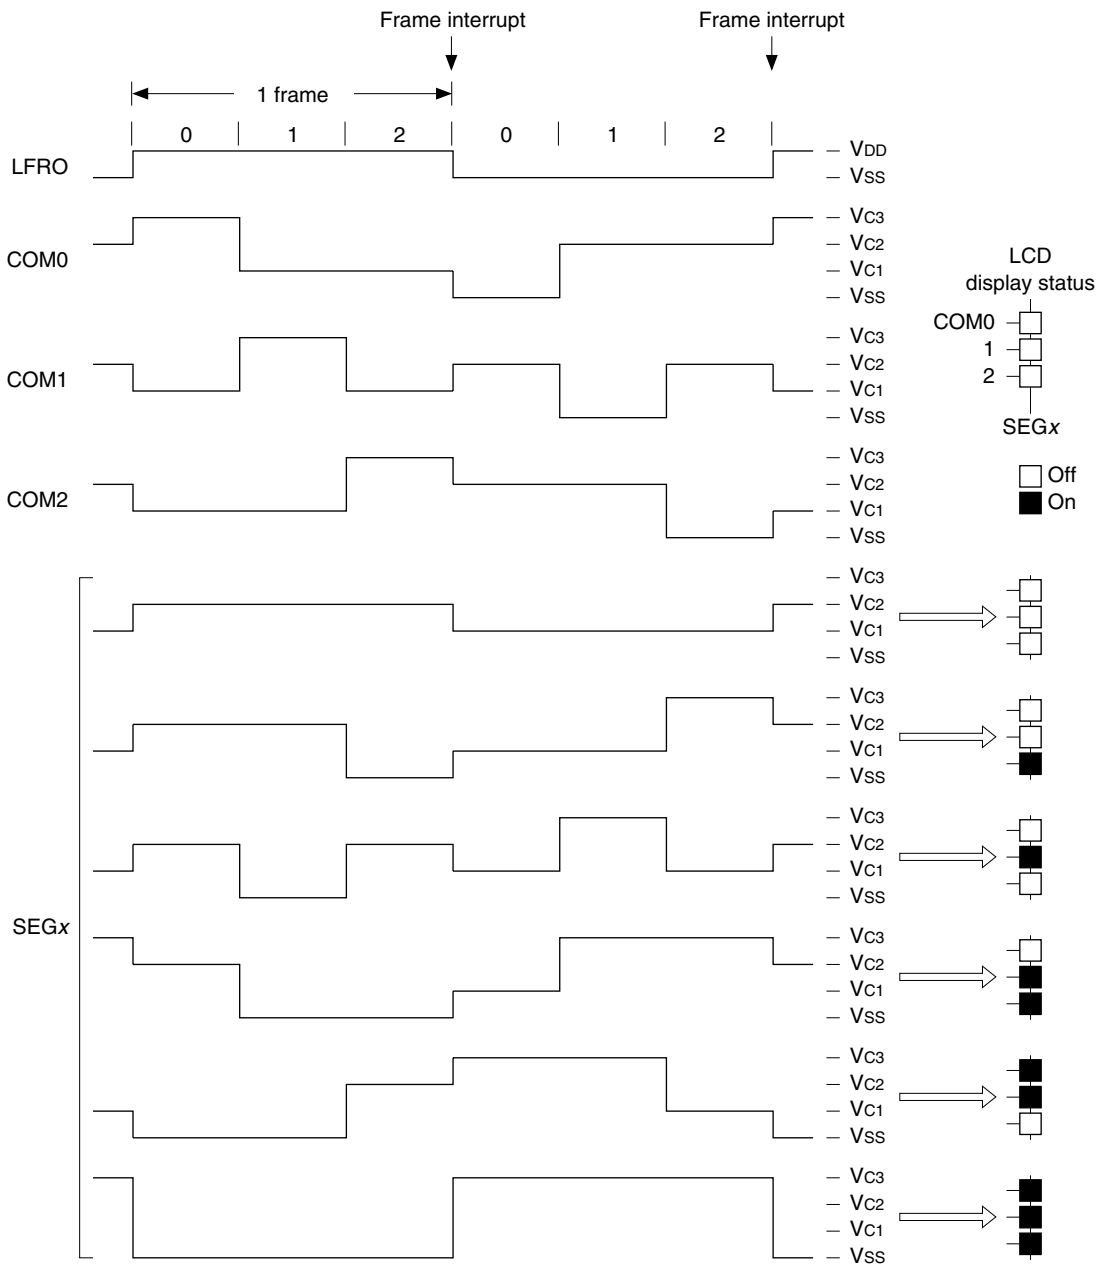 Frame interrupt Frame interrupt
1 frame
0 1 2 0 1 2
LFRO
VDD
VSS
COM0
VC3
VC2
VC1
VSS
COM1
VC3
VC2
VC1
VSS
COM2
VC3
VC2
VC1
VSS
LCD
display status
COM0
1
2
SEGx
Off
On
SEGx
VC3
VC2
VC1
VSS
VC3
VC2
VC1
VSS
VC3
VC2
VC1
VSS
VC3
VC2
VC1
VSS
VC3
VC2
VC1
VSS
VC3
VC2
VC1
VSS